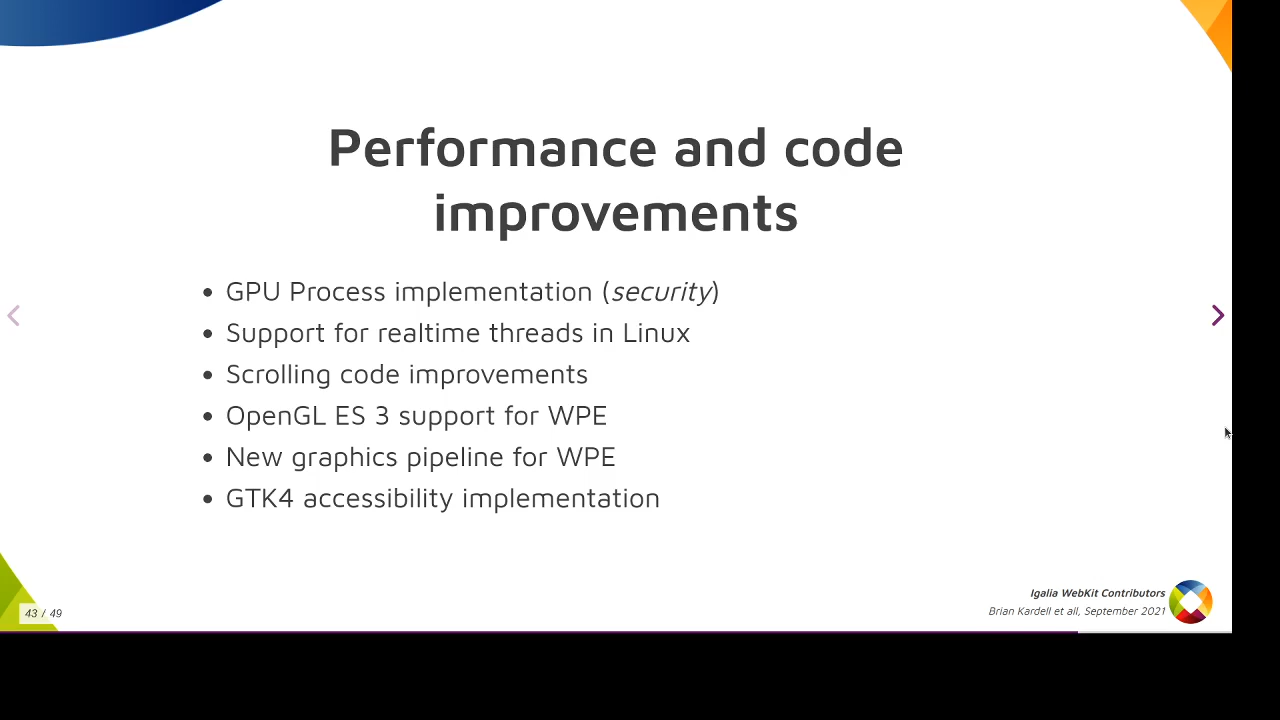 Performance and code
improvements
• GPU Process implementation (security)
• Support for realtime threads in Linux
• Scrolling code improvements
• OpenGL ES 3 support for WPE
• New graphics pipeline for WPE
• GTK4 accessibility implementation
Igalia WebKit Contributors
Brian Kardell et all, September 2021
43 / 49